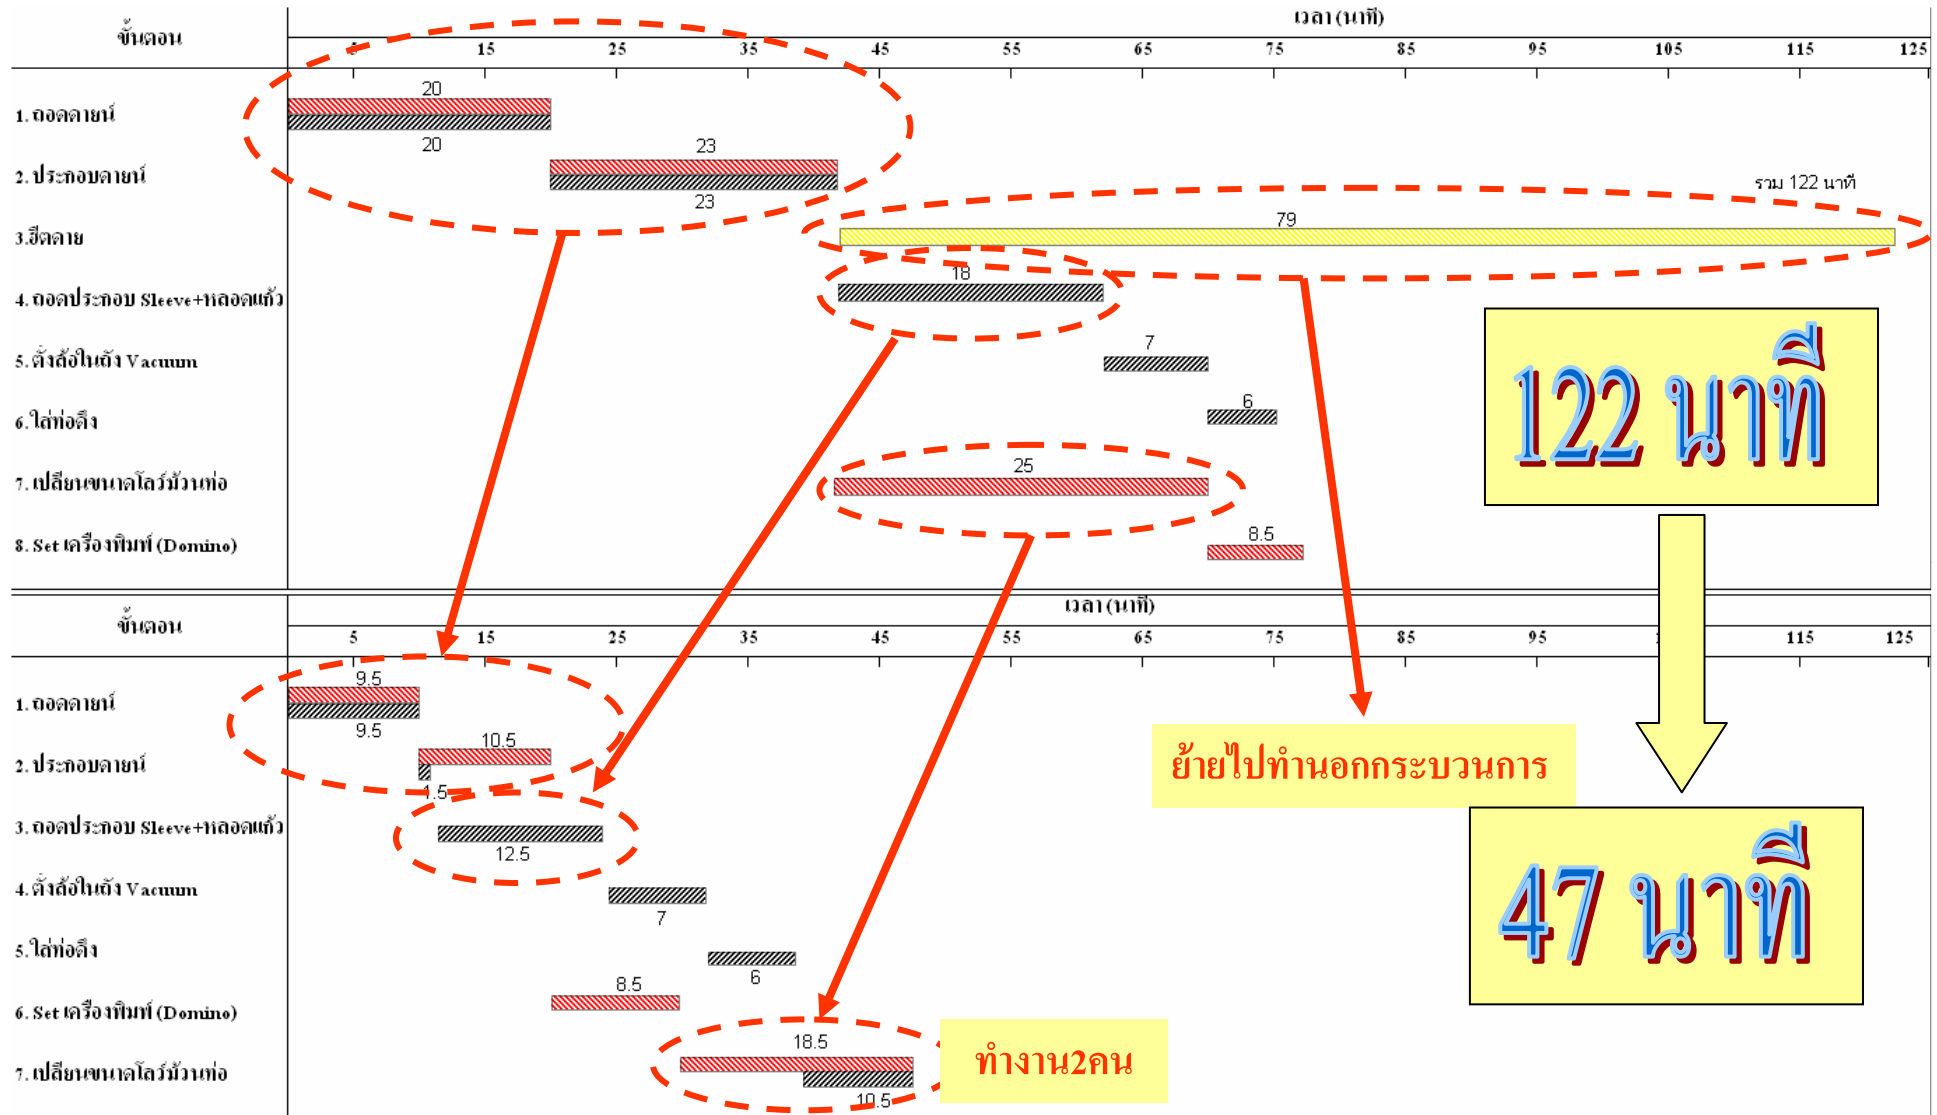 ขั้นตอน
เวลา (นาที)
5 15 25 35 45 55 65 75 85 95 105 115 125
20
1. ถอดดายน์
20
23
2. ประกอบดายน์
23
รวม 122 นาที
79
3.ฮีตดาย
18
4. ถอดประกอบ Sleeve+หลอดแก้ว
7
5. ตั้งล้อในถัง Vacuum
6
6. ใส่ท่อดึง
25
7. เปลี่ยนขนาดโลว์ม้วนท่อ
8.5
8. Set เครื่องพิมพ์ (Domino)
122 นาที
ขั้นตอน
เวลา (นาที)
5 15 25 35 45 55 65 75 85 95 115 125
9.5
1. ถอดดายน์
9.5
10.5
2. ประกอบดายน์
1.5
3. ถอดประกอบ Sleeve+หลอดแก้ว
12.5
4. ตั้งล้อในถัง Vacuum
7
5. ใส่ท่อดึง
6
8.5
6. Set เครื่องพิมพ์ (Domino)
18.5
7. เปลี่ยนขนาดโลว์ม้วนท่อ
10.5
ย้ายไปทำนอกกระบวนการ
47 นาที
ทำงาน2คน